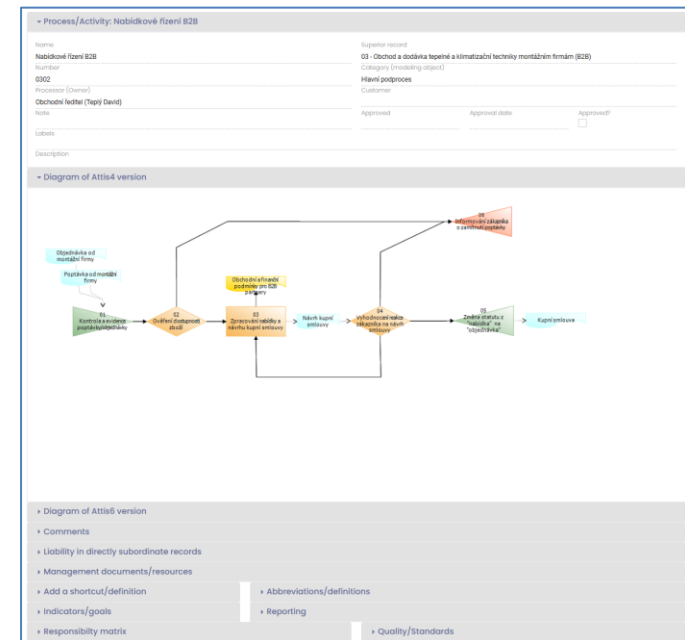 Process/Activity: Nabídkové řízení B2B
Name
Superior record
Nabídkové řízení B2B
03 - Obchod a dodávka tepelné a klimatizační techniky montážním firmám (B2B)
Number
Category (modeling object)
0302
Hlavní podproces
Processor (Owner)
Customer
Obchodní ředitel (Teplý David)
Note
Approved
Approval date
Approved?
Labels
Description
Diagram of Attis4 version
06
Informování zákazníka
o zamítnutí poptávky
Objednávka od
montážní firmy
Poptávka od montážní
firmy
Obchodní a finanční
podmínky pro B2B
partnery
01
Kontrola a evidence
poptávky/objednávky
02
Ověření dostupnosti
zboží
03
Zpracování nabídky a
návrhu kupní smlouvy
Návrh kupní
smlouvy
04
Vyhodnocení reakce
zákazníka na návrh
smlouvy
05
Změna statutu z
"nabídka" na
"objednávka"
Kupní smlouva
Diagram of Attis6 version
Comments
Liability in directly subordinate records
Management documents/resources
Add a shortcut/definition
Abbreviations/definitions
Indicators/goals
Reporting
Responsibilty matrix
Quality/Standards